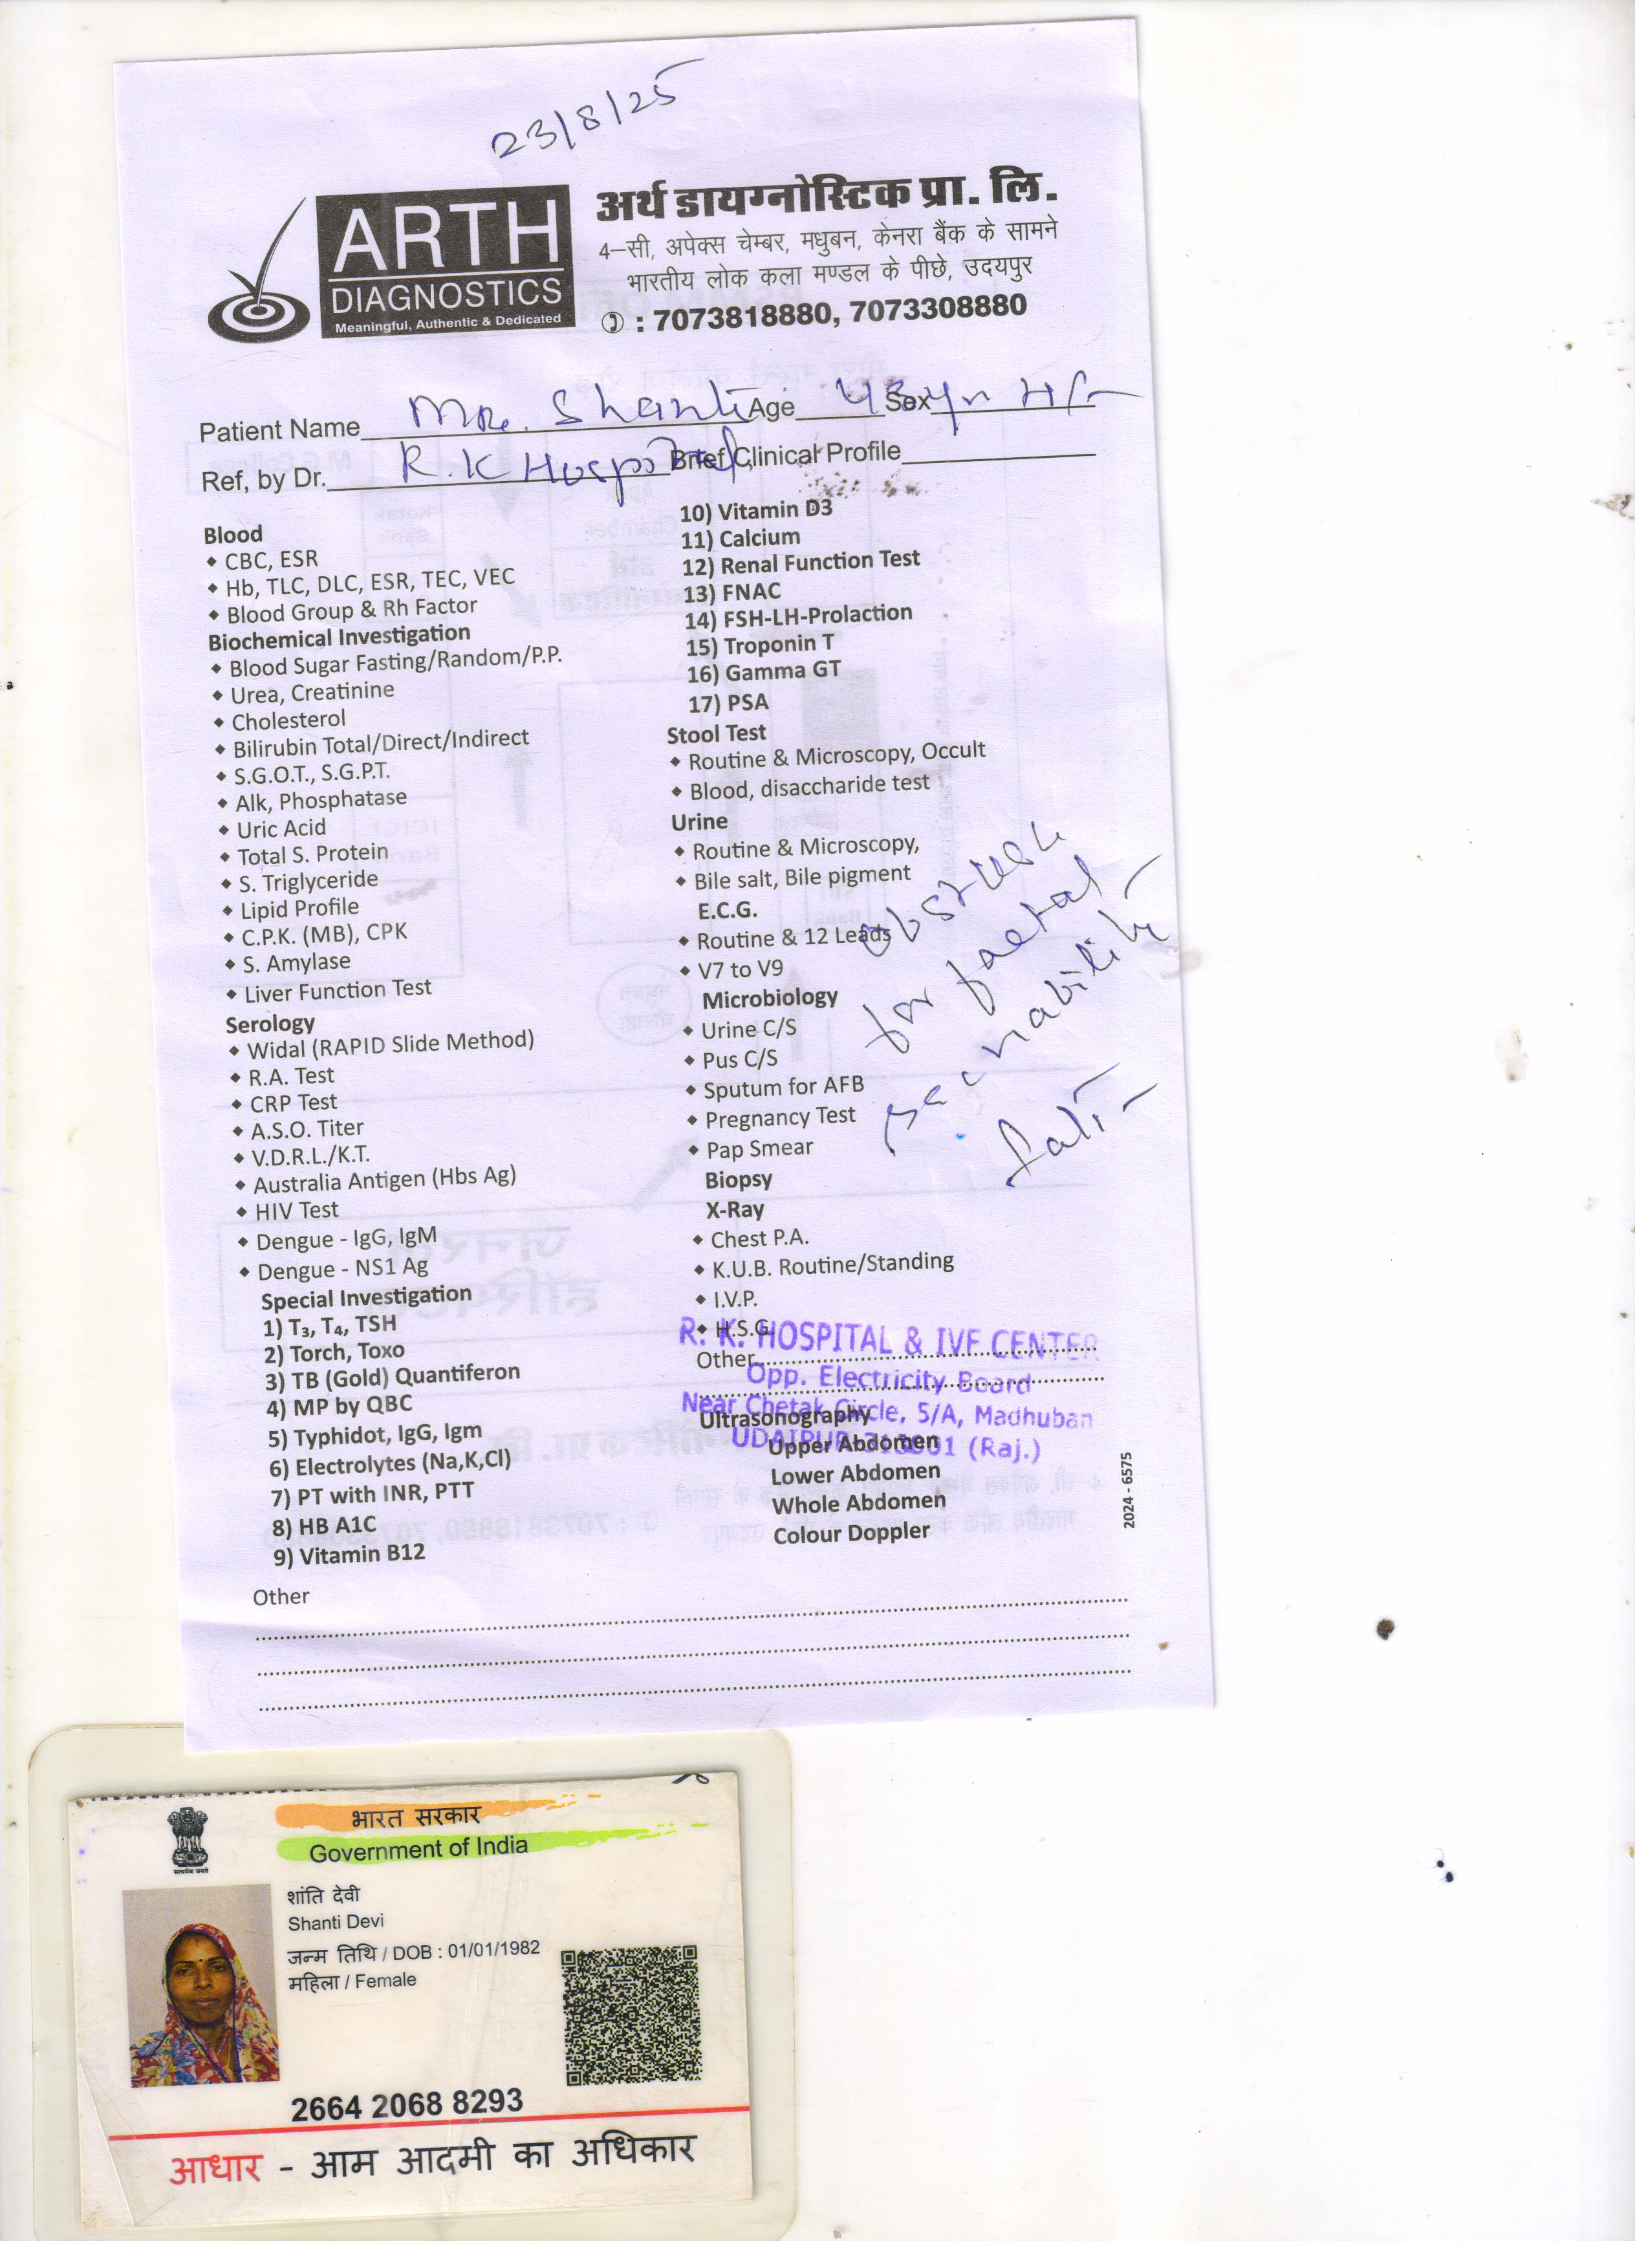 23/8/25
ARTH
DIAGNOSTICS
Meaningful, Authentic & Dedicated
अर्थ डायग्नोस्टिक प्रा. लि.
4–सी, अपेक्स चेम्बर, मधुबन, केनरा बैंक के सामने
भारतीय लोक कला मण्डल के पीछे, उदयपुर
: 7073818880, 7073308880
Patient Name Mrs. Shanti Age 43 yr Sex
Ref, by Dr. R.K Hospital Brief Clinical Profile
Blood
CBC, ESR
Hb, TLC, DLC, ESR, TEC, VEC
Blood Group & Rh Factor
Biochemical Investigation
Blood Sugar Fasting/Random/P.P.
Urea, Creatinine
Cholesterol
Bilirubin Total/Direct/Indirect
S.G.O.T., S.G.P.T.
Alk, Phosphatase
Uric Acid
Total S. Protein
S. Triglyceride
Lipid Profile
C.P.K. (MB), CPK
S. Amylase
Liver Function Test
Serology
Widal (RAPID Slide Method)
R.A. Test
CRP Test
A.S.O. Titer
V.D.R.L./K.T.
Australia Antigen (Hbs Ag)
HIV Test
Dengue - IgG, IgM
Dengue - NS1 Ag
Special Investigation
1) T₃, T₄, TSH
2) Torch, Toxo
3) TB (Gold) Quantiferon
4) MP by QBC
5) Typhidot, IgG, Igm
6) Electrolytes (Na,K,Cl)
7) PT with INR, PTT
8) HB A1C
9) Vitamin B12
10) Vitamin D3
11) Calcium
12) Renal Function Test
13) FNAC
14) FSH-LH-Prolaction
15) Troponin T
16) Gamma GT
17) PSA
Stool Test
Routine & Microscopy, Occult
Blood, disaccharide test
Urine
Routine & Microscopy,
Bile salt, Bile pigment
E.C.G.
Routine & 12 Leads
V7 to V9
Microbiology
Urine C/S
Pus C/S
Sputum for AFB
Pregnancy Test
Pap Smear
Biopsy
X-Ray
Chest P.A.
K.U.B. Routine/Standing
I.V.P.
H.S.G.
Other
Ultrasonography
Upper Abdomen
Lower Abdomen
Whole Abdomen
Colour Doppler
for faetal
viability
R. K. HOSPITAL & IVF CENTER
Opp. Electricity Board
Near Chetak Circle, 5/A, Madhuban
UDAIPUR-313001 (Raj.)
2024 - 6575
Other
भारत सरकार
Government of India
शांति देवी
Shanti Devi
जन्म तिथि / DOB : 01/01/1982
महिला / Female
2664 2068 8293
आधार - आम आदमी का अधिकार